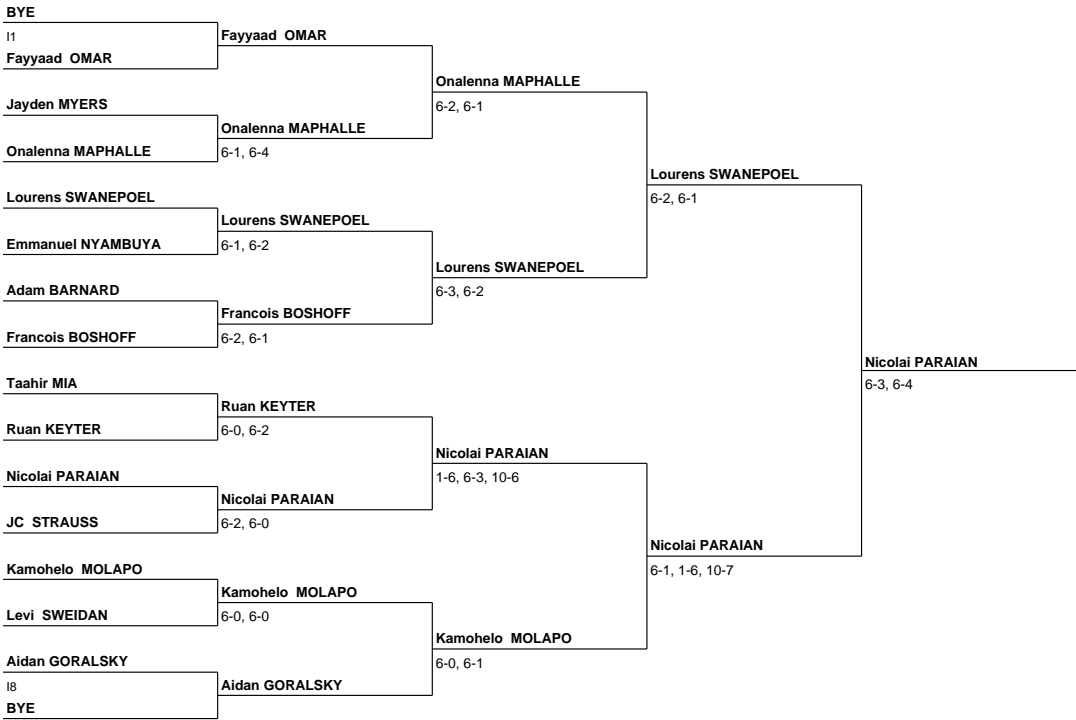 BYE
I1
Fayyaad OMAR
Jayden MYERS
Onalenna MAPHALLE
Lourens SWANEPOEL
Emmanuel NYAMBUYA
Adam BARNARD
Francois BOSHOFF
Taahir MIA
Ruan KEYTER
Nicolai PARAIAN
JC STRAUSS
Kamohelo MOLAPO
Levi SWEIDAN
Aidan GORALSKY
I8
BYE
Fayyaad OMAR
Onalenna MAPHALLE
6-1, 6-4
Lourens SWANEPOEL
6-1, 6-2
Francois BOSHOFF
6-2, 6-1
Ruan KEYTER
6-0, 6-2
Nicolai PARAIAN
6-2, 6-0
Kamohelo MOLAPO
6-0, 6-0
Aidan GORALSKY
Onalenna MAPHALLE
6-2, 6-1
Lourens SWANEPOEL
6-3, 6-2
Nicolai PARAIAN
1-6, 6-3, 10-6
Kamohelo MOLAPO
6-0, 6-1
Lourens SWANEPOEL
6-2, 6-1
Nicolai PARAIAN
6-1, 1-6, 10-7
Nicolai PARAIAN
6-3, 6-4